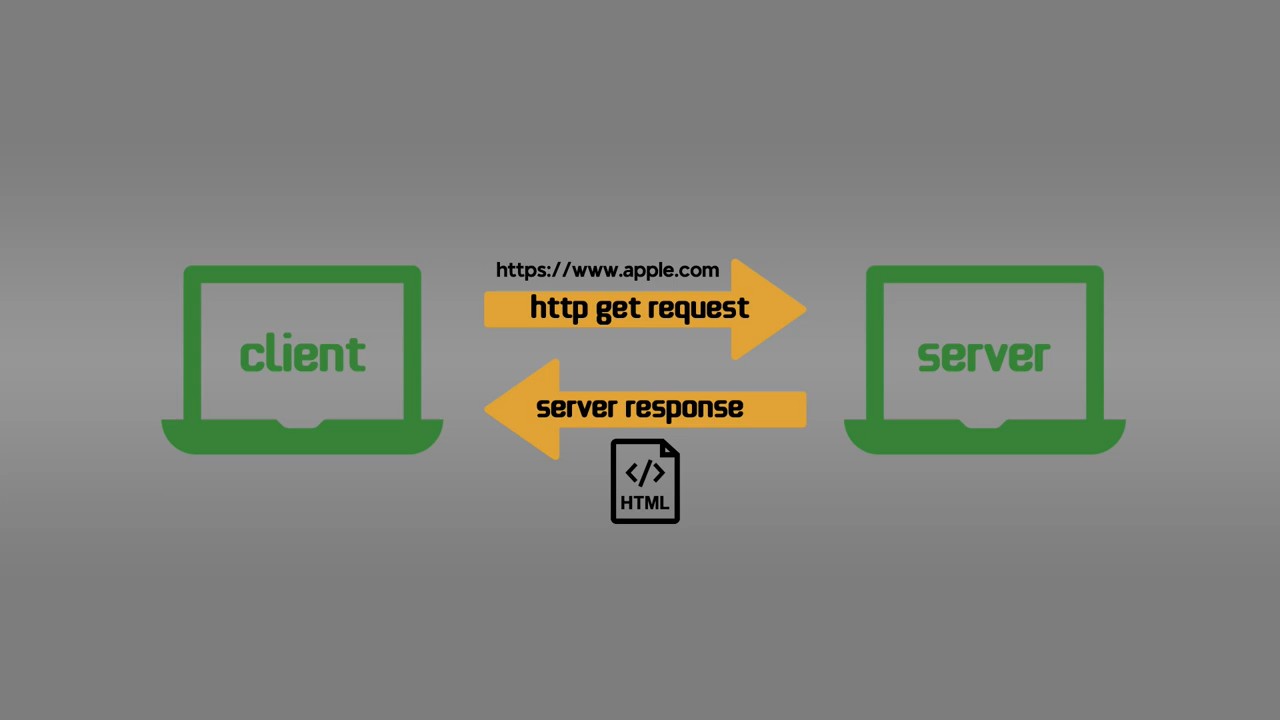 https://www.apple.com
http get request
client
server
server response
HTML